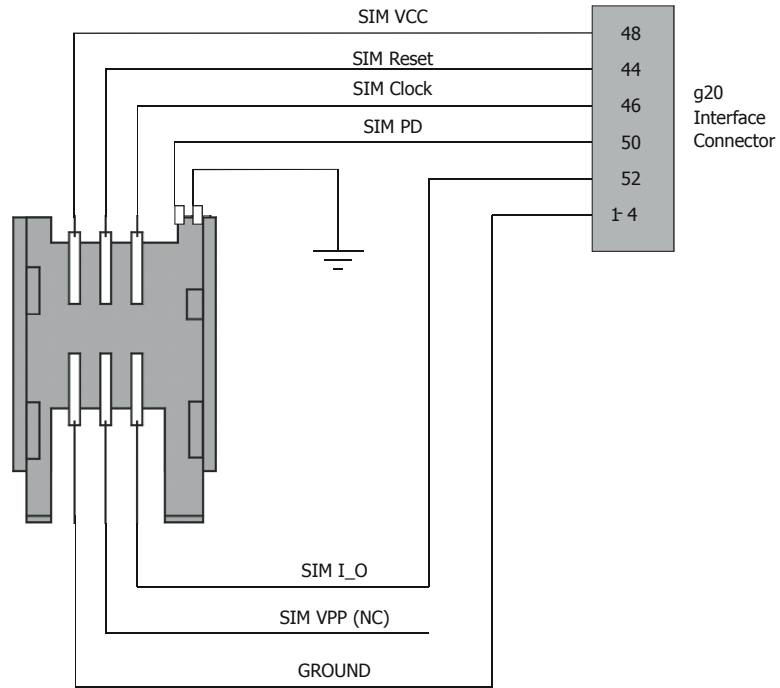 SIM VCC
48
SIM Reset
44
SIM Clock
46
SIM PD
50
52
1-4
g20
Interface
Connector
SIM I_O
SIM VPP (NC)
GROUND